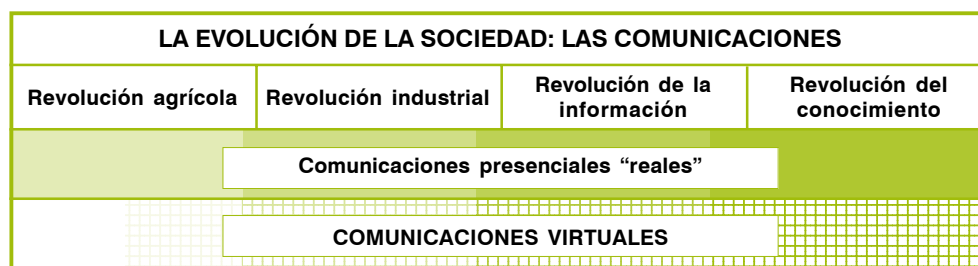 LA EVOLUCIÓN DE LA SOCIEDAD: LAS COMUNICACIONES
Revolución agrícola
Revolución industrial
Revolución de la
información
Revolución del
conocimiento
Comunicaciones presenciales “reales”
COMUNICACIONES VIRTUALES